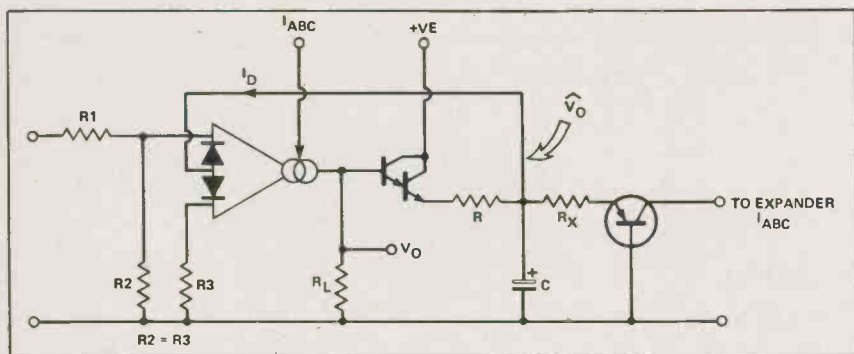 I_ABC
+VE
I_D
v̂_O
R1
R
R_X
TO EXPANDER
I_ABC
V_O
R2
R3
R_L
+
C
R2 = R3